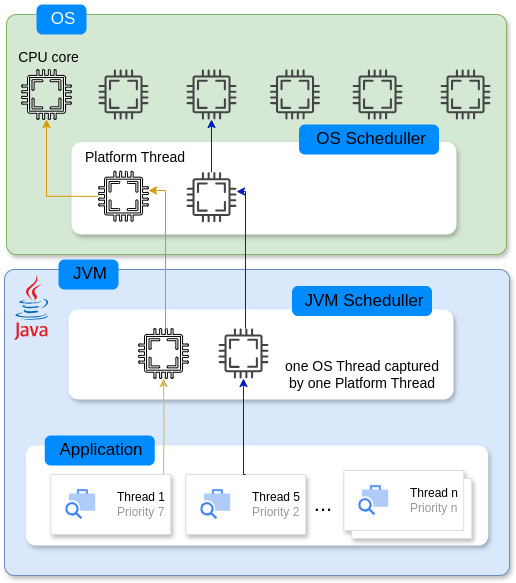 OS
CPU core
OS Scheduller
Platform Thread
JVM
Java
JVM Scheduller
one OS Thread captured
by one Platform Thread
Application
Thread 1
Priority 7
Thread 5
Priority 2
...
Thread n
Priority n